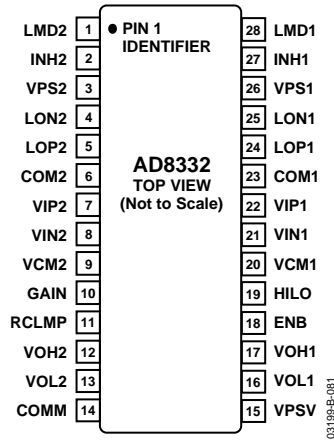 LMD2 1 ● PIN 1 28 LMD1
INH2 2 IDENTIFIER 27 INH1
VPS2 3 26 VPS1
LON2 4 25 LON1
LOP2 5 24 LOP1
COM2 6 AD8332 23 COM1
VIP2 7 TOP VIEW 22 VIP1
VIN2 8 (Not to Scale) 21 VIN1
VCM2 9 20 VCM1
GAIN 10 19 HILO
RCLMP 11 18 ENB
VOH2 12 17 VOH1
VOL2 13 16 VOL1
COMM 14 15 VPSV
03199-B-081